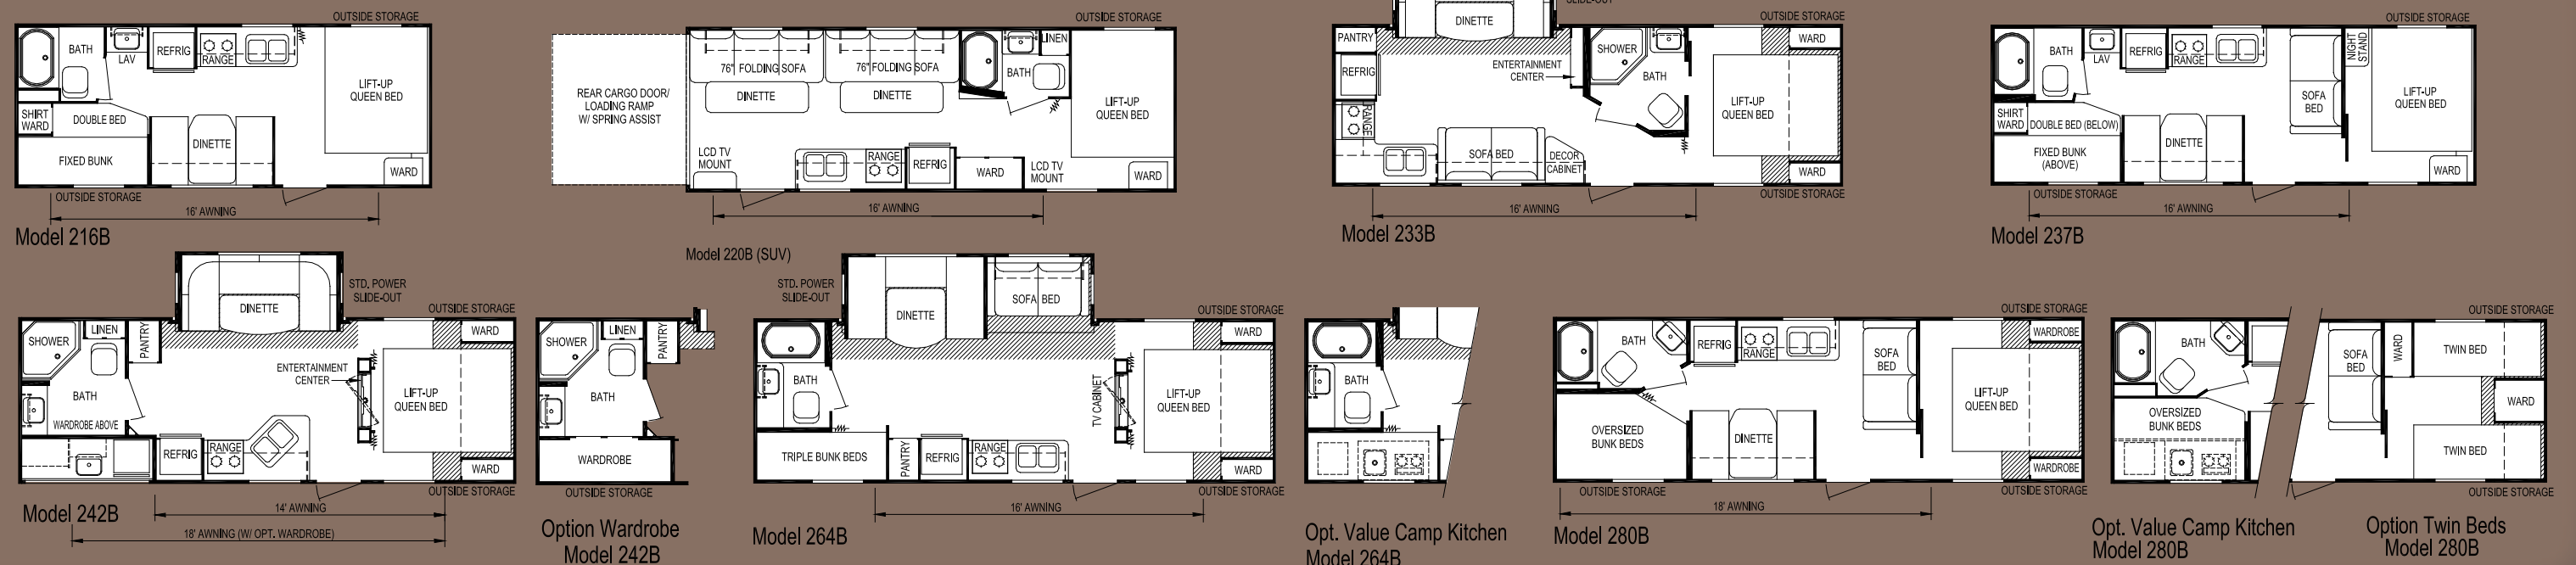 OUTSIDE STORAGE
BATH
LAV
REFRIG
RANGE
LIFT-UP
QUEEN BED
SHIRT
WARD
DOUBLE BED
FIXED BUNK
DINETTE
WARD
OUTSIDE STORAGE
16' AWNING
Model 216B
OUTSIDE STORAGE
REAR CARGO DOOR/
LOADING RAMP
W/ SPRING ASSIST
76" FOLDING SOFA
76" FOLDING SOFA
DINETTE
DINETTE
LINEN
BATH
LIFT-UP
QUEEN BED
LCD TV
MOUNT
RANGE
REFRIG
WARD
LCD TV
MOUNT
WARD
16' AWNING
Model 220B (SUV)
SLIDE-OUT
DINETTE
OUTSIDE STORAGE
PANTRY
REFRIG
RANGE
ENTERTAINMENT
CENTER
SHOWER
BATH
WARD
LIFT-UP
QUEEN BED
SOFA BED
DECOR
CABINET
WARD
OUTSIDE STORAGE
16' AWNING
Model 233B
OUTSIDE STORAGE
BATH
LAV
REFRIG
RANGE
SOFA
BED
NIGHT
STAND
LIFT-UP
QUEEN BED
SHIRT
WARD
DOUBLE BED (BELOW)
FIXED BUNK
(ABOVE)
DINETTE
WARD
OUTSIDE STORAGE
16' AWNING
Model 237B
STD. POWER
SLIDE-OUT
DINETTE
OUTSIDE STORAGE
SHOWER
LINEN
PANTRY
WARD
ENTERTAINMENT
CENTER
BATH
LIFT-UP
QUEEN BED
WARDROBE ABOVE
REFRIG
RANGE
WARD
OUTSIDE STORAGE
14' AWNING
18' AWNING (W/ OPT. WARDROBE)
Model 242B
SHOWER
LINEN
PANTRY
BATH
WARDROBE
OUTSIDE STORAGE
Option Wardrobe
Model 242B
STD. POWER
SLIDE-OUT
DINETTE
SOFA BED
OUTSIDE STORAGE
BATH
WARD
TV CABINET
LIFT-UP
QUEEN BED
TRIPLE BUNK BEDS
PANTRY
REFRIG
RANGE
WARD
OUTSIDE STORAGE
16' AWNING
Model 264B
BATH
Opt. Value Camp Kitchen
Model 264B
OUTSIDE STORAGE
BATH
REFRIG
RANGE
SOFA
BED
WARDROBE
LIFT-UP
QUEEN BED
OVERSIZED
BUNK BEDS
DINETTE
WARDROBE
OUTSIDE STORAGE
OUTSIDE STORAGE
18' AWNING
Model 280B
BATH
OVERSIZED
BUNK BEDS
Opt. Value Camp Kitchen
Model 280B
OUTSIDE STORAGE
SOFA
BED
WARD
TWIN BED
WARD
TWIN BED
OUTSIDE STORAGE
Option Twin Beds
Model 280B